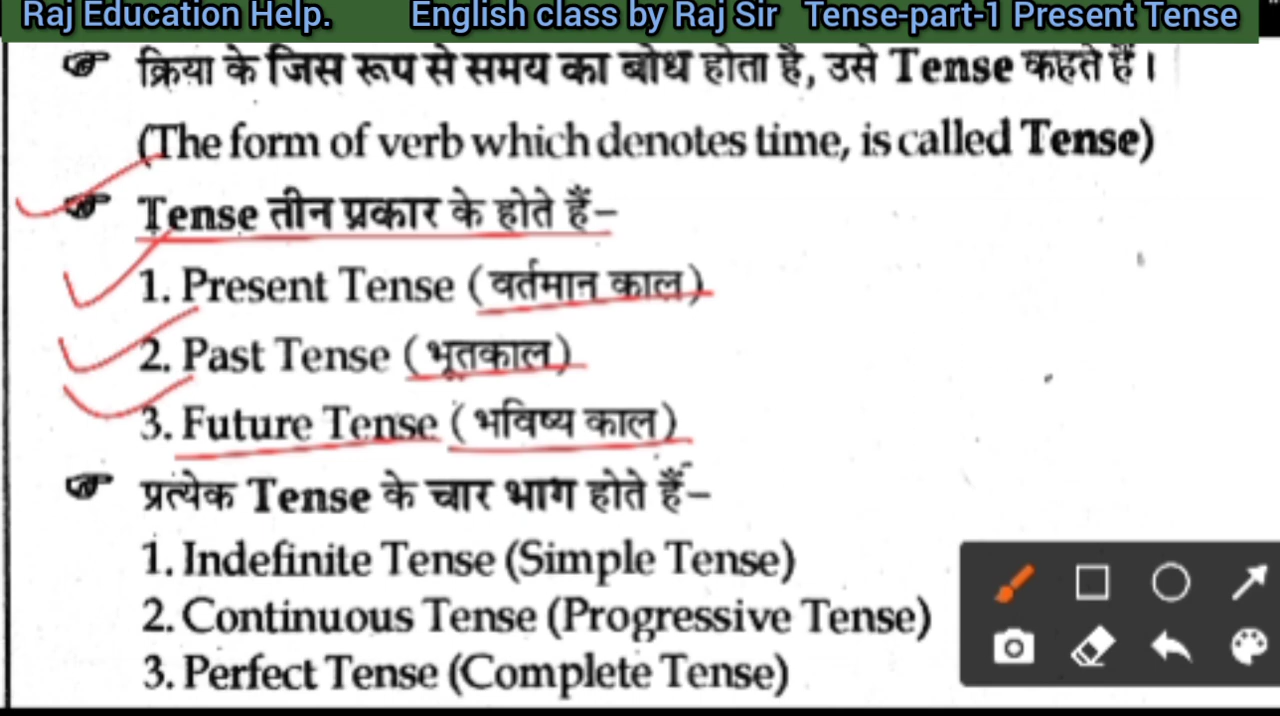 Raj Education Help. English class by Raj Sir Tense-part-1 Present Tense
क्रिया के जिस रूप से समय का बोध होता है, उसे Tense कहते हैं।
(The form of verb which denotes time, is called Tense)
Tense तीन प्रकार के होते हैं–
1. Present Tense (वर्तमान काल)
2. Past Tense (भूतकाल)
3. Future Tense (भविष्य काल)
प्रत्येक Tense के चार भाग होते हैं–
1. Indefinite Tense (Simple Tense)
2. Continuous Tense (Progressive Tense)
3. Perfect Tense (Complete Tense)